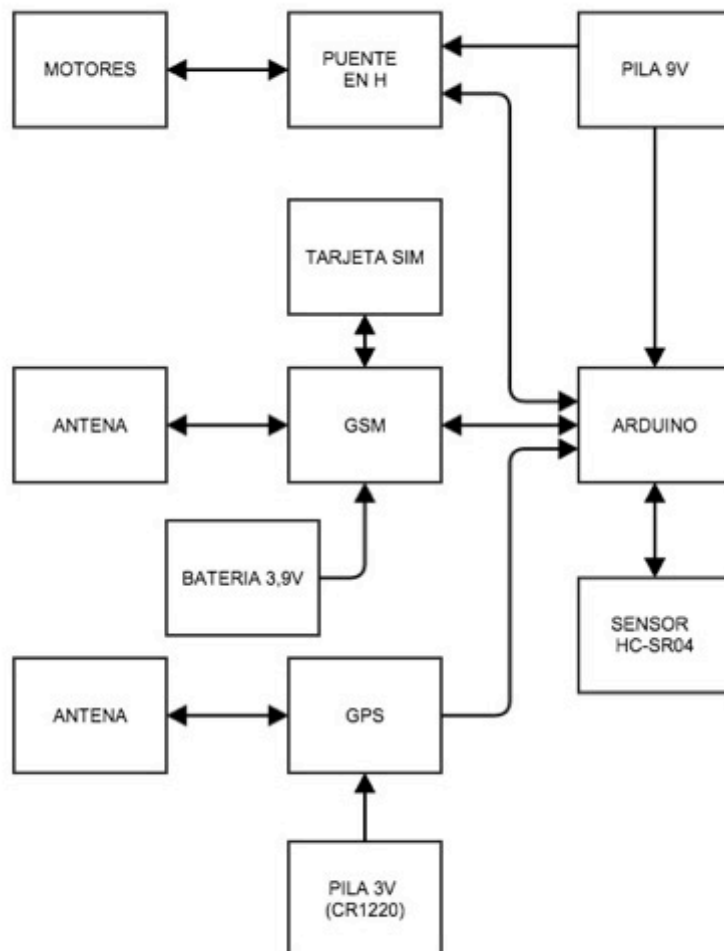 MOTORES
PUENTE
EN H
PILA 9V
TARJETA SIM
ANTENA
GSM
ARDUINO
BATERIA 3,9V
SENSOR
HC-SR04
ANTENA
GPS
PILA 3V
(CR1220)